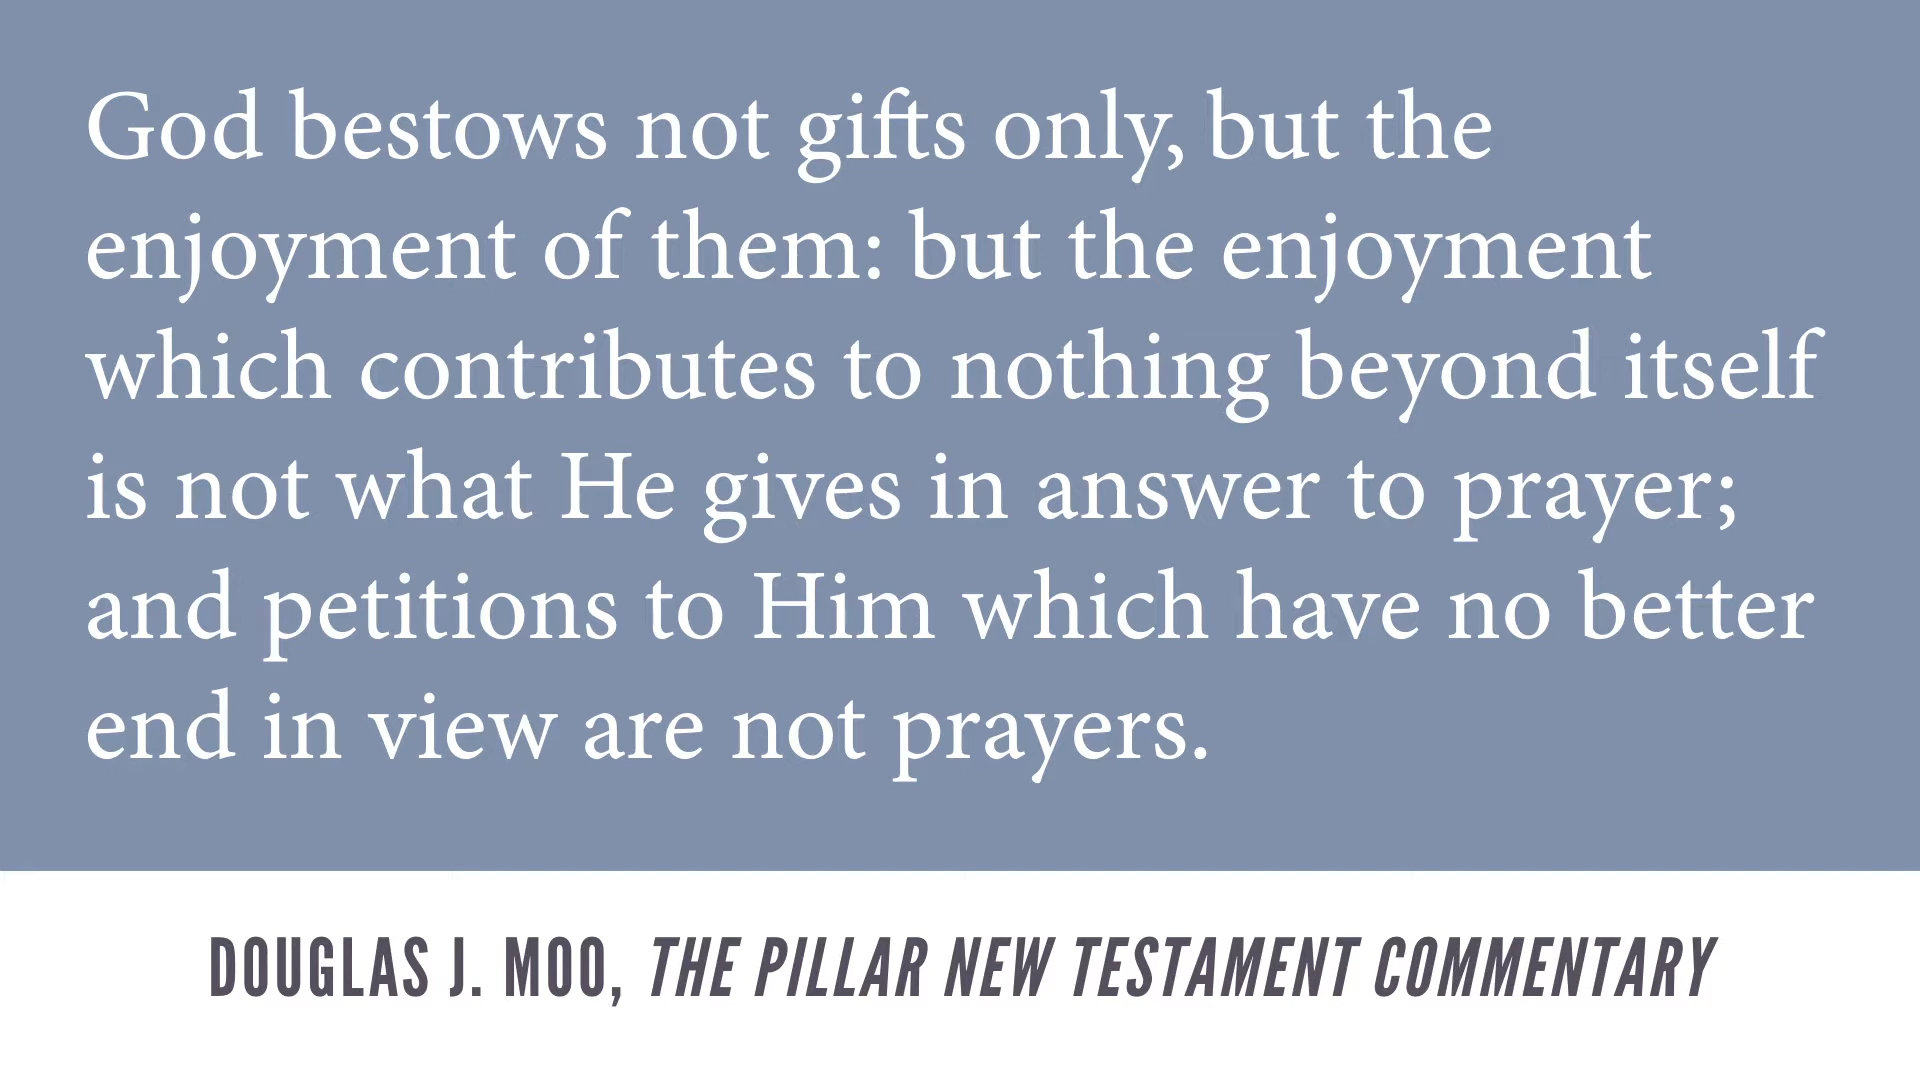 God bestows not gifts only, but the
enjoyment of them: but the enjoyment
which contributes to nothing beyond itself
is not what He gives in answer to prayer;
and petitions to Him which have no better
end in view are not prayers.
DOUGLAS J. MOO, THE PILLAR NEW TESTAMENT COMMENTARY